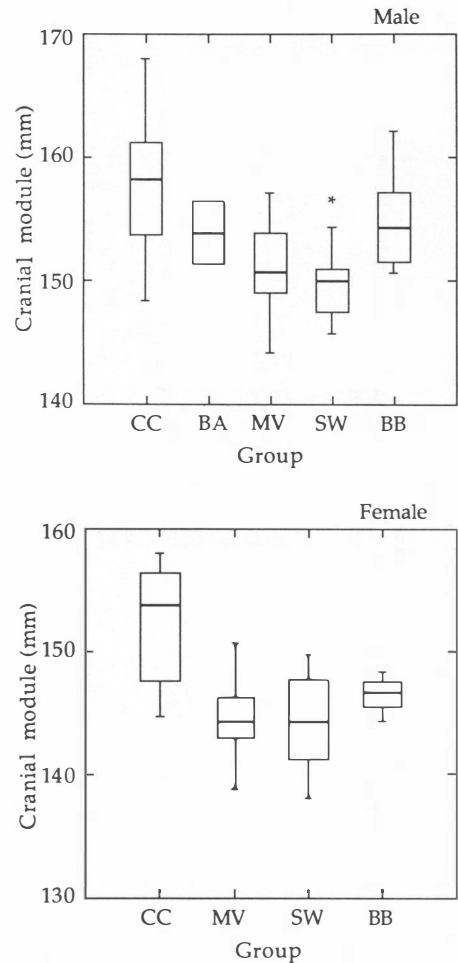 Male
170
160
150
140
Cranial module (mm)
*
CC BA MV SW BB
Group
Female
160
150
140
130
Cranial module (mm)
CC MV SW BB
Group